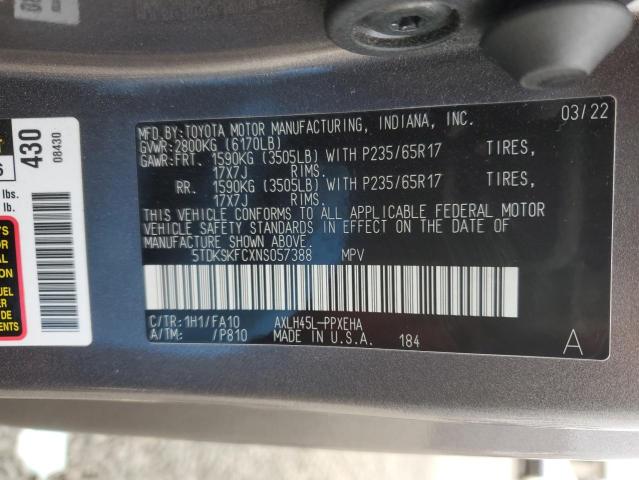 MFD.BY:TOYOTA MOTOR MANUFACTURING, INDIANA, INC. 03/22
GVWR:2800KG (6170LB)
GAWR:FRT. 1590KG (3505LB) WITH P235/65R17 TIRES,
17X7J RIMS.
RR. 1590KG (3505LB) WITH P235/65R17 TIRES,
17X7J RIMS.
THIS VEHICLE CONFORMS TO ALL APPLICABLE FEDERAL MOTOR
VEHICLE SAFETY STANDARDS IN EFFECT ON THE DATE OF
MANUFACTURE SHOWN ABOVE.
5TDKSKFCXNS057388 MPV
C/TR:1H1/FA10 AXLH45L-PPXEHA
A/TM: /P810 MADE IN U.S.A. 184
A
430
08430
lbs.
lb.